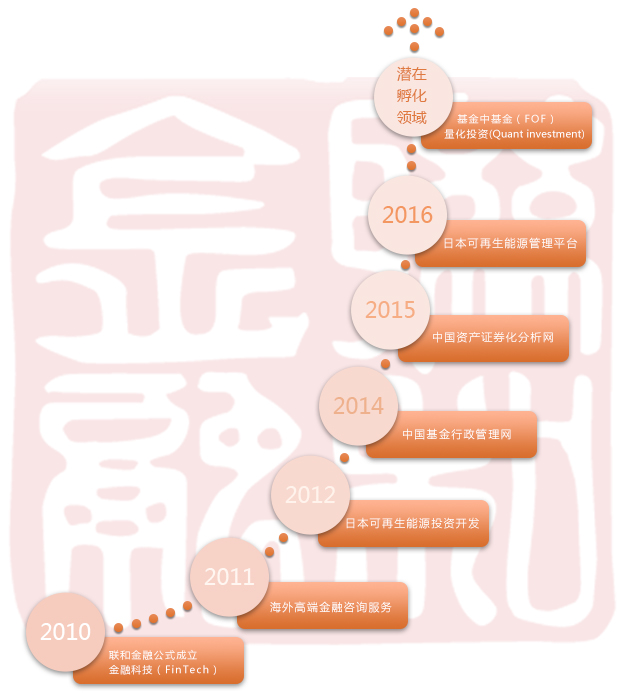 潜在
孵化
领域
基金中基金（FOF）
量化投资(Quant investment)
2016
日本可再生能源管理平台
2015
中国资产证券化分析网
2014
中国基金行政管理网
2012
日本可再生能源投资开发
2011
海外高端金融咨询服务
2010
联和金融公式成立
金融科技（FinTech）